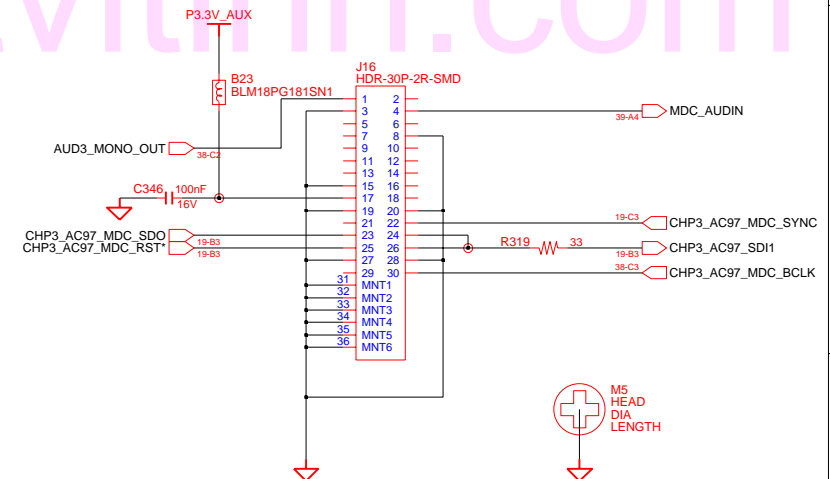 P3.3V_AUX
B23
BLM18PG181SN1
J16
HDR-30P-2R-SMD
1 2
3 4
5 6
7 8
9 10
11 12
13 14
15 16
17 18
19 20
21 22
23 24
25 26
27 28
29 30
31 MNT1
32 MNT2
33 MNT3
34 MNT4
35 MNT5
36 MNT6
39-A4 MDC_AUDIN
AUD3_MONO_OUT
38-C2
C346 100nF
16V
19-C3 CHP3_AC97_MDC_SYNC
CHP3_AC97_MDC_SDO
19-B3
CHP3_AC97_MDC_RST*
19-B3
R319 33
19-B3 CHP3_AC97_SDI1
38-C3 CHP3_AC97_MDC_BCLK
M5
HEAD
DIA
LENGTH